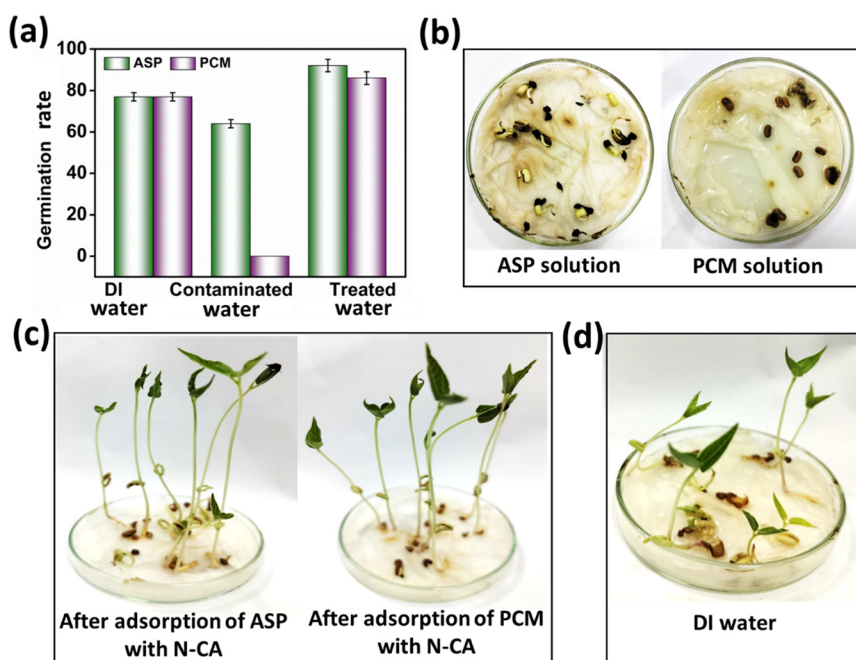 (a)
100
80
60
40
20
0
Germination rate
ASP
PCM
DI
water
Contaminated
water
Treated
water
(b)
ASP solution
PCM solution
(c)
After adsorption of ASP
with N-CA
After adsorption of PCM
with N-CA
(d)
DI water